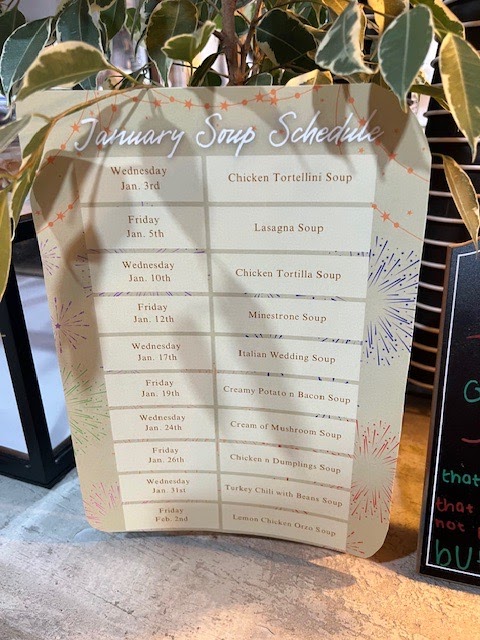 January Soup Schedule
Wednesday
Jan. 3rd
Chicken Tortellini Soup
Friday
Jan. 5th
Lasagna Soup
Wednesday
Jan. 10th
Chicken Tortilla Soup
Friday
Jan. 12th
Minestrone Soup
Wednesday
Jan. 17th
Italian Wedding Soup
Friday
Jan. 19th
Creamy Potato n Bacon Soup
Wednesday
Jan. 24th
Cream of Mushroom Soup
Friday
Jan. 26th
Chicken n Dumplings Soup
Wednesday
Jan. 31st
Turkey Chili with Beans Soup
Friday
Feb. 2nd
Lemon Chicken Orzo Soup
that
that
not